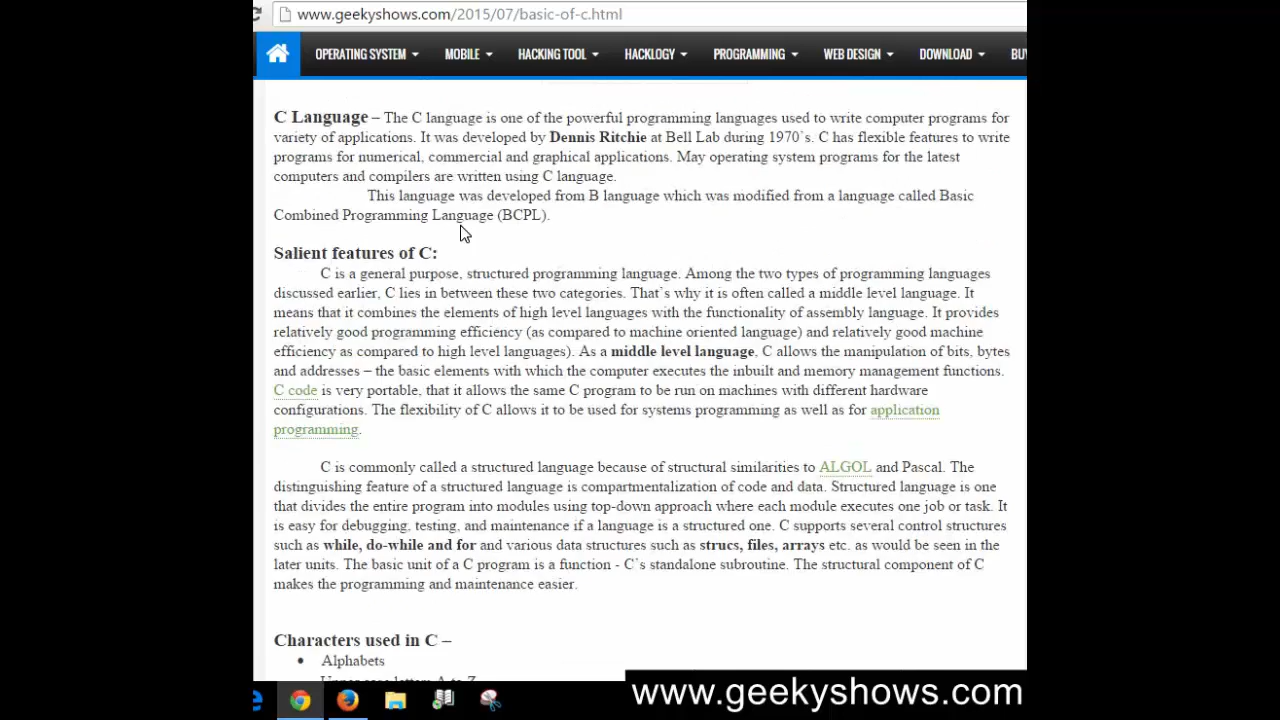 www.geekyshows.com/2015/07/basic-of-c.html
OPERATING SYSTEM MOBILE HACKING TOOL HACKLOGY PROGRAMMING WEB DESIGN DOWNLOAD BU
C Language – The C language is one of the powerful programming languages used to write computer programs for
variety of applications. It was developed by Dennis Ritchie at Bell Lab during 1970`s. C has flexible features to write
programs for numerical, commercial and graphical applications. May operating system programs for the latest
computers and compilers are written using C language.
This language was developed from B language which was modified from a language called Basic
Combined Programming Language (BCPL).
Salient features of C:
C is a general purpose, structured programming language. Among the two types of programming languages
discussed earlier, C lies in between these two categories. That`s why it is often called a middle level language. It
means that it combines the elements of high level languages with the functionality of assembly language. It provides
relatively good programming efficiency (as compared to machine oriented language) and relatively good machine
efficiency as compared to high level languages). As a middle level language, C allows the manipulation of bits, bytes
and addresses – the basic elements with which the computer executes the inbuilt and memory management functions.
C code is very portable, that it allows the same C program to be run on machines with different hardware
configurations. The flexibility of C allows it to be used for systems programming as well as for application
programming.
C is commonly called a structured language because of structural similarities to ALGOL and Pascal. The
distinguishing feature of a structured language is compartmentalization of code and data. Structured language is one
that divides the entire program into modules using top-down approach where each module executes one job or task. It
is easy for debugging, testing, and maintenance if a language is a structured one. C supports several control structures
such as while, do-while and for and various data structures such as strucs, files, arrays etc. as would be seen in the
later units. The basic unit of a C program is a function - C`s standalone subroutine. The structural component of C
makes the programming and maintenance easier.
Characters used in C –
• Alphabets
www.geekyshows.com